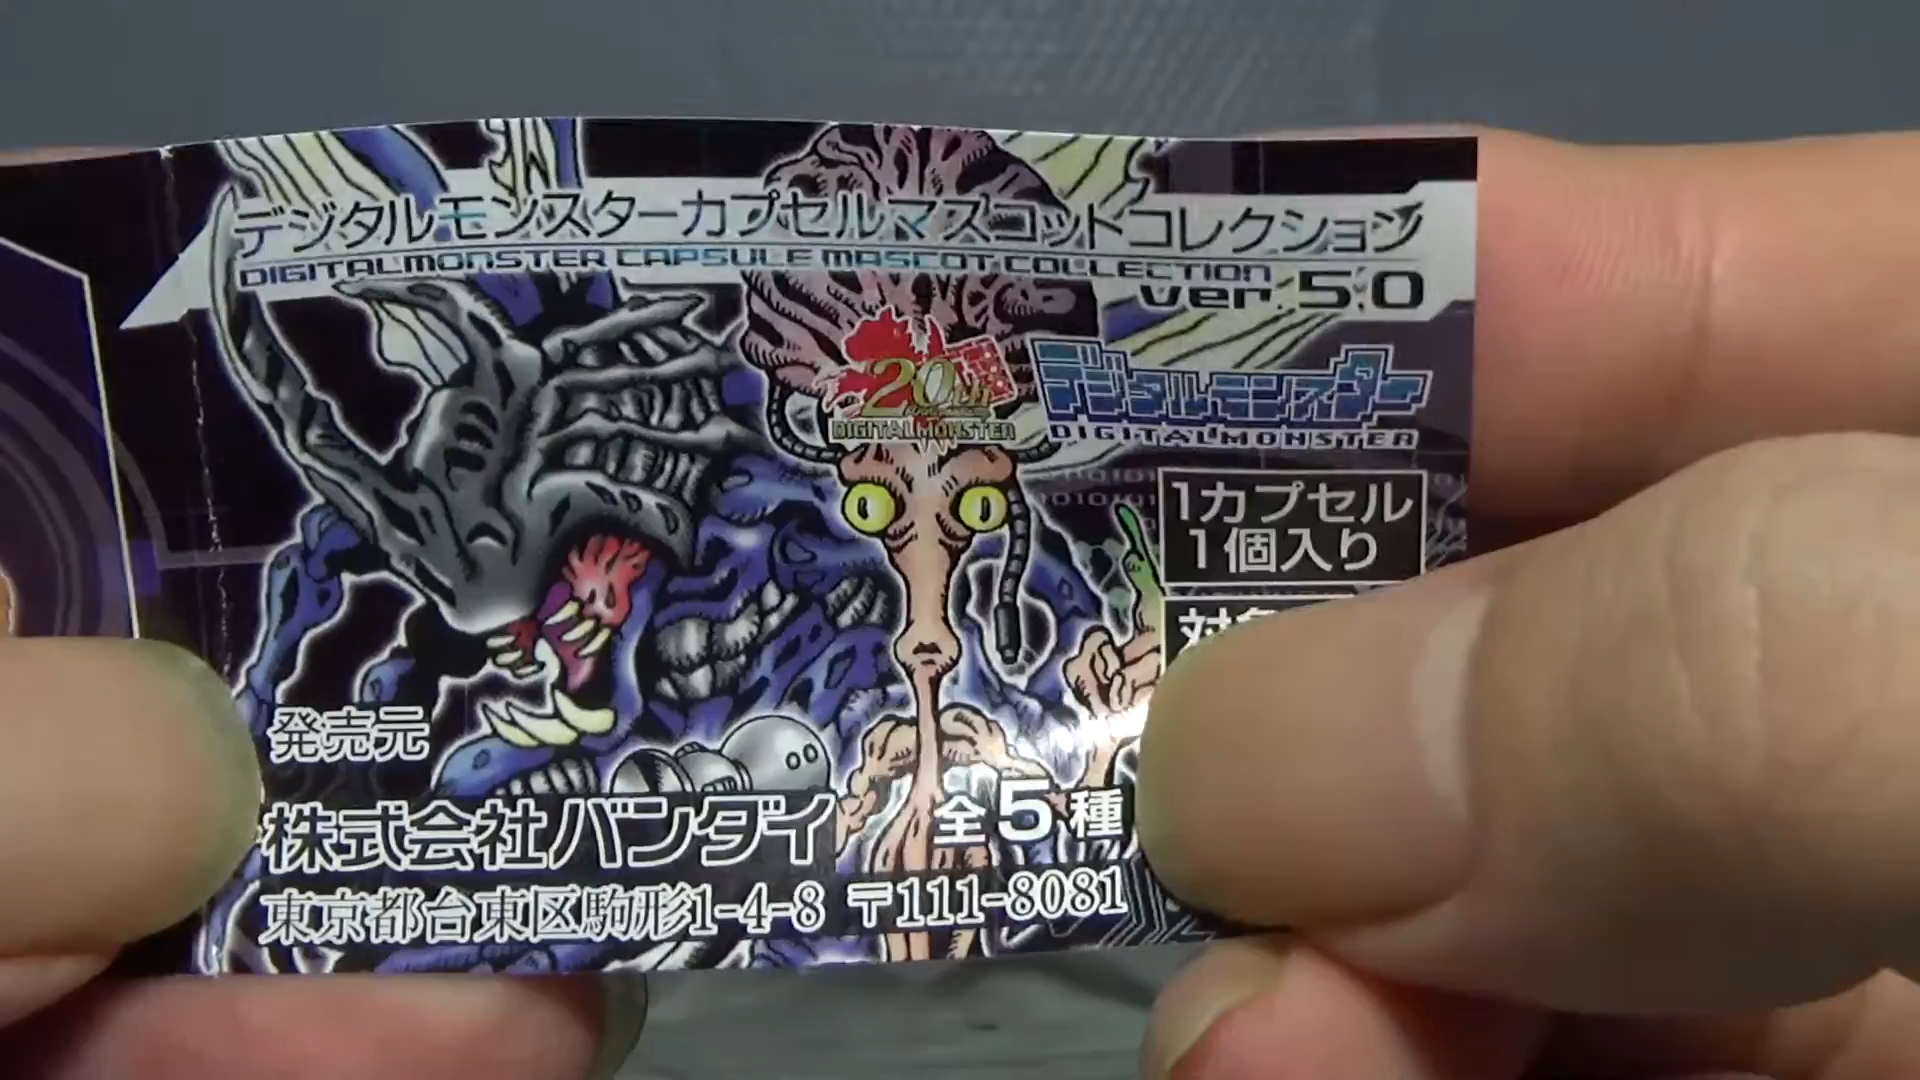 デジタルモンスターカプセルマスコットコレクション
DIGITALMONSTER CAPSULE MASCOT COLLECTION
ver.5.0
20th
DIGITALMONSTER
デジタルモンスター
DIGITALMONSTER
1カプセル
1個入り
発売元
株式会社バンダイ
全5種
東京都台東区駒形1-4-8 〒111-8081